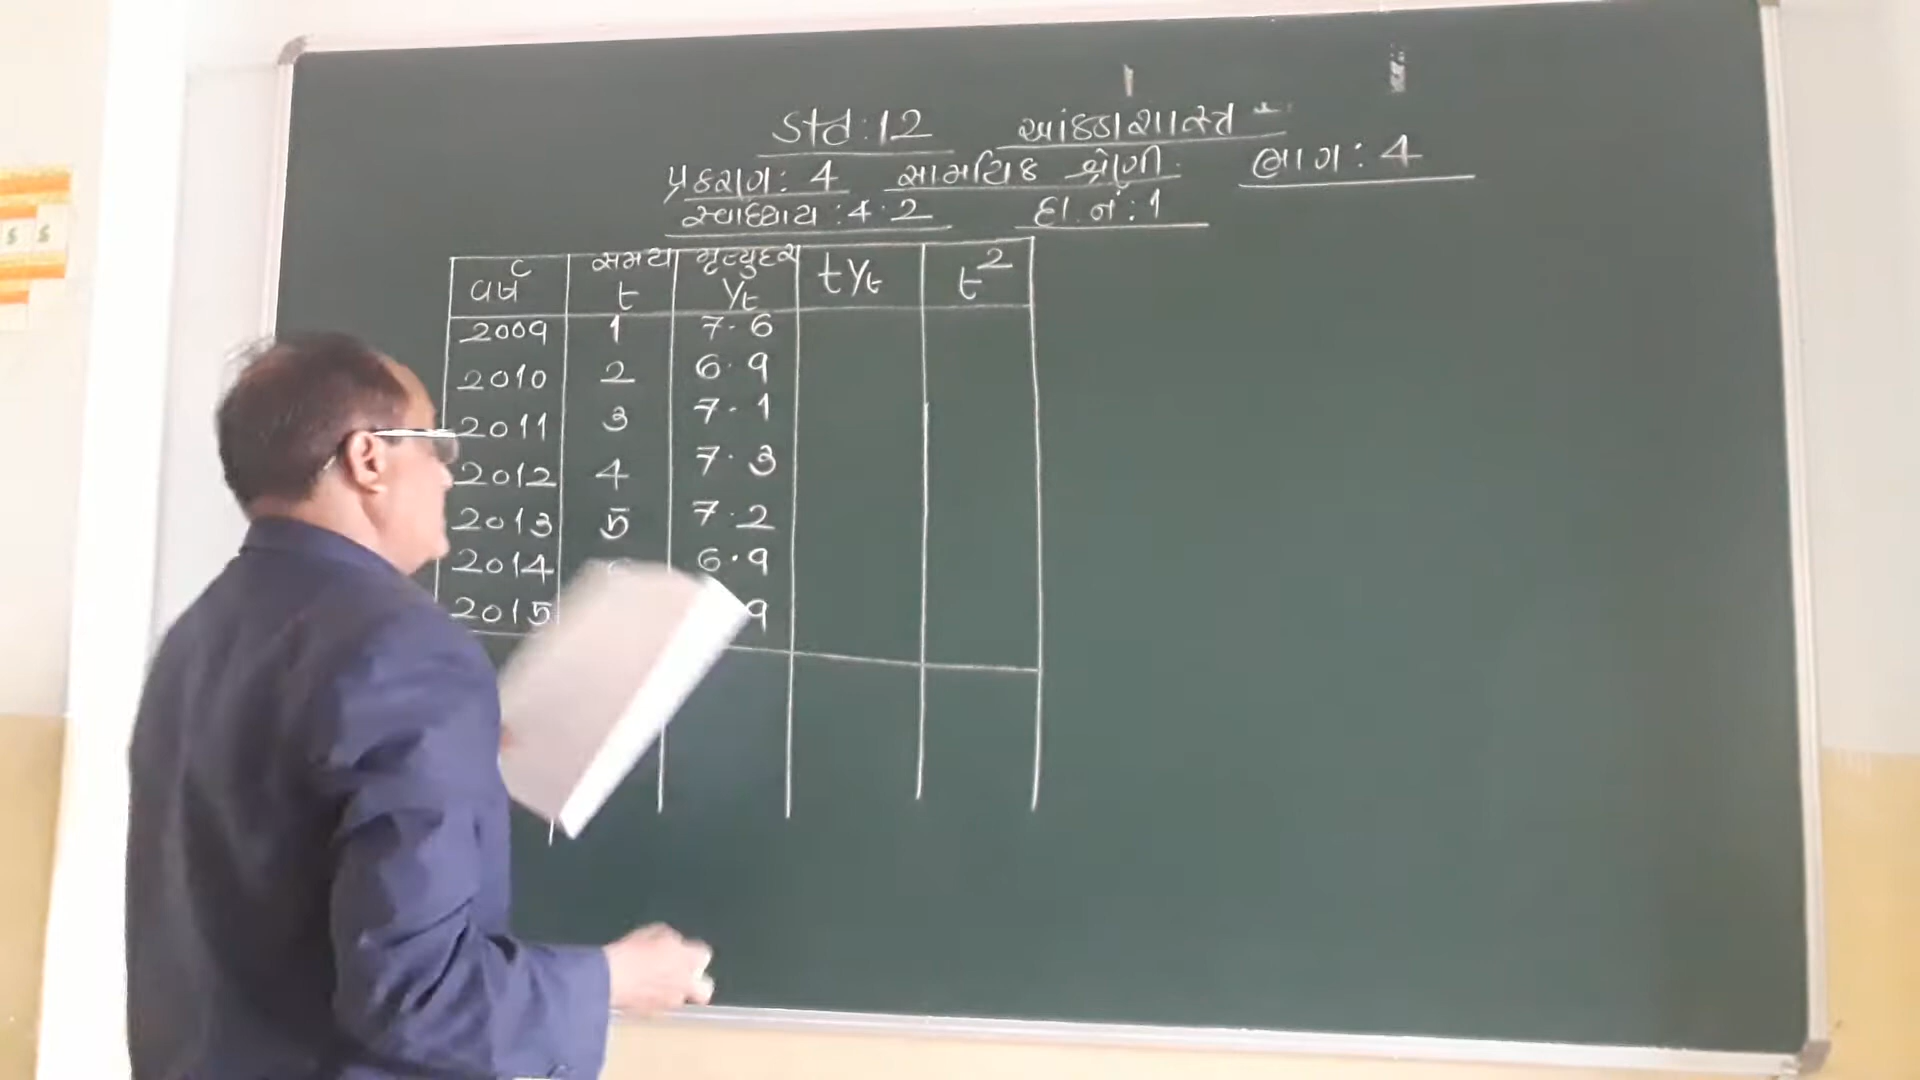 Std:12 આંકડાશાસ્ત્ર
પ્રકરણ: 4 સામયિક શ્રેણી. ભાગ: 4
સ્વાધ્યાય: 4.2 દા.નં:1
વર્ષ સમય t મૃત્યુદર yt tyt t²
2009 1 7.6
2010 2 6.9
2011 3 7.1
2012 4 7.3
2013 5 7.2
2014 6.9
2015 9